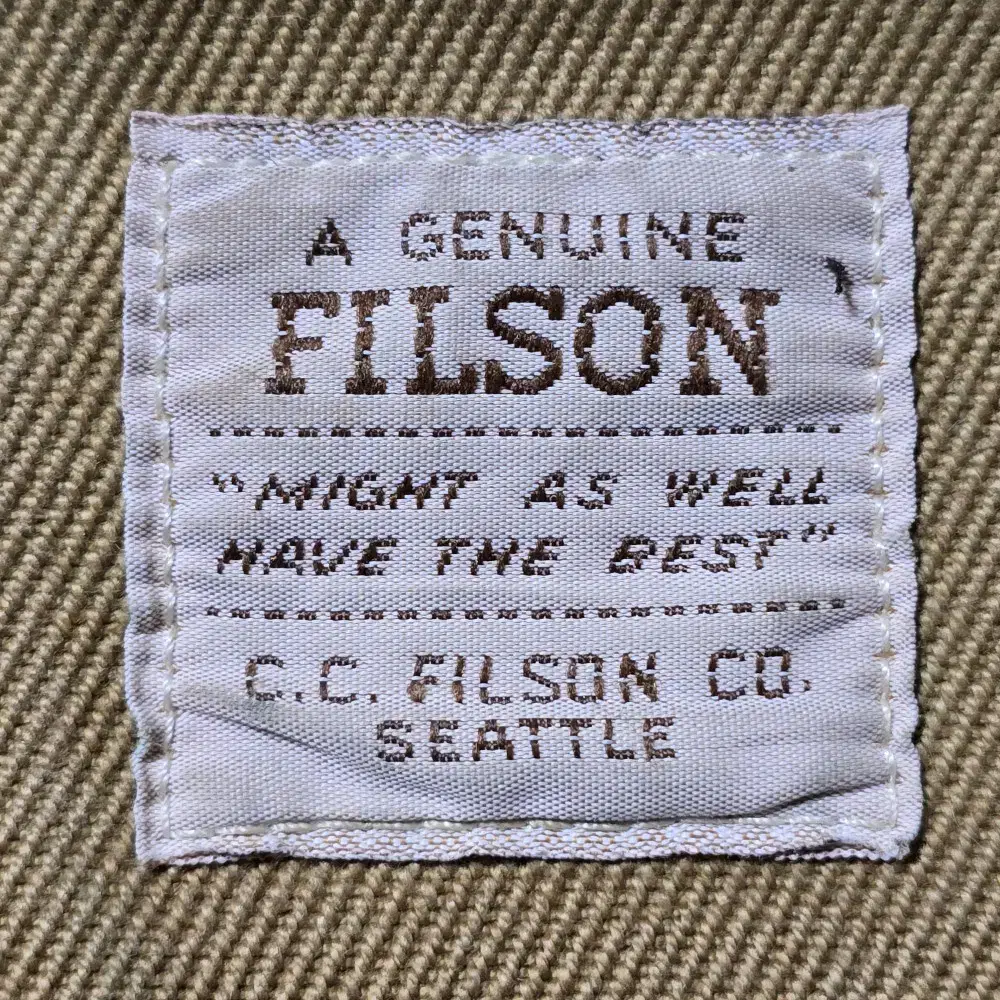 A GENUINE
FILSON
"MIGHT AS WELL
HAVE THE BEST"
C.C. FILSON CO.
SEATTLE